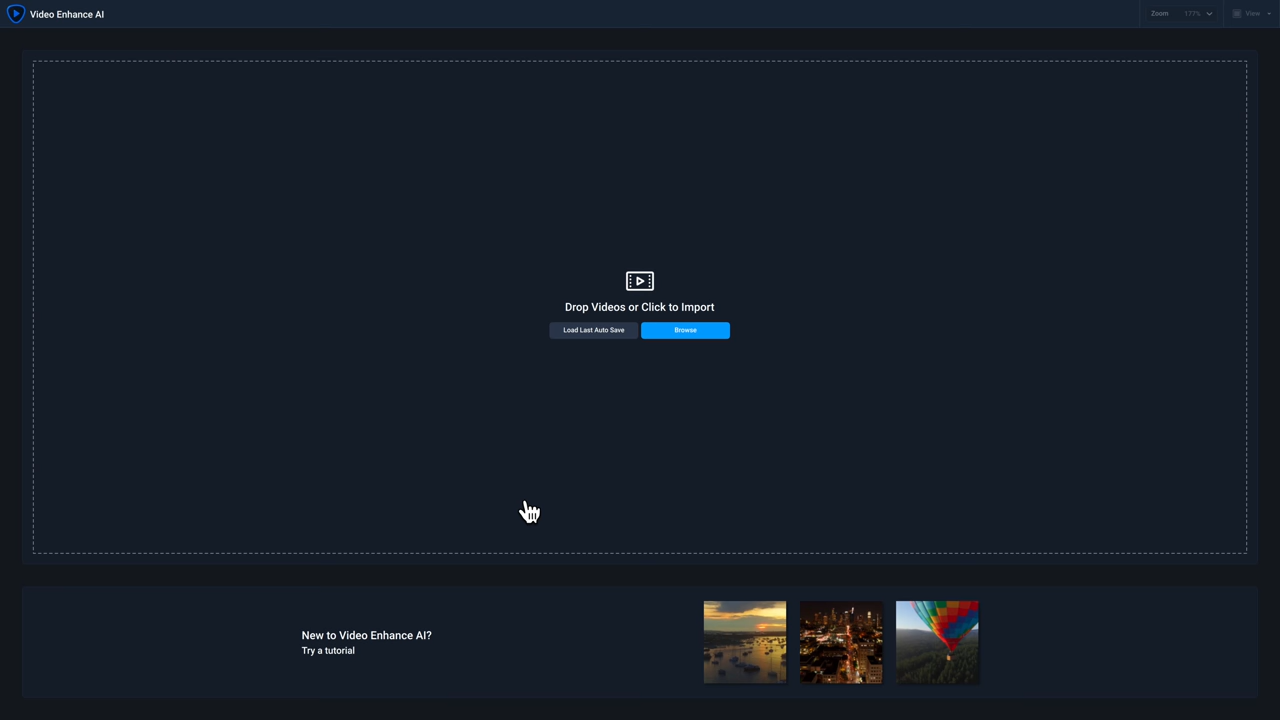 Video Enhance AI
Zoom 177% View
Drop Videos or Click to Import
Load Last Auto Save Browse
New to Video Enhance AI?
Try a tutorial